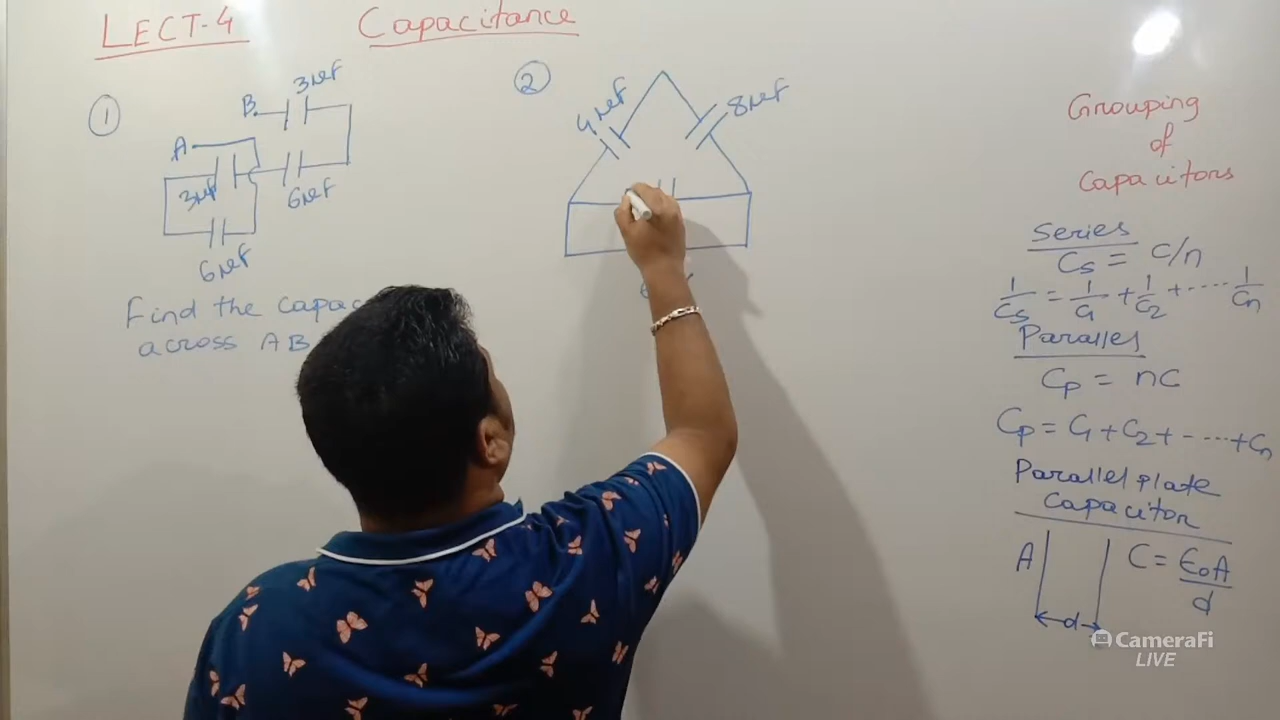 LECT-4
Capacitance
1
B
3μF
A
3μF
6μF
6μF
Find the
across AB
2
4μF
8μF
Grouping
of
Capacitors
Series
Cs = C/n
1/Cs = 1/C1 + 1/C2 + ---- 1/Cn
Parallel
Cp = nC
Cp = C1 + C2 + ---- + Cn
Parallel plate
Capacitor
A
d
C = ε0A/d
CameraFi
LIVE